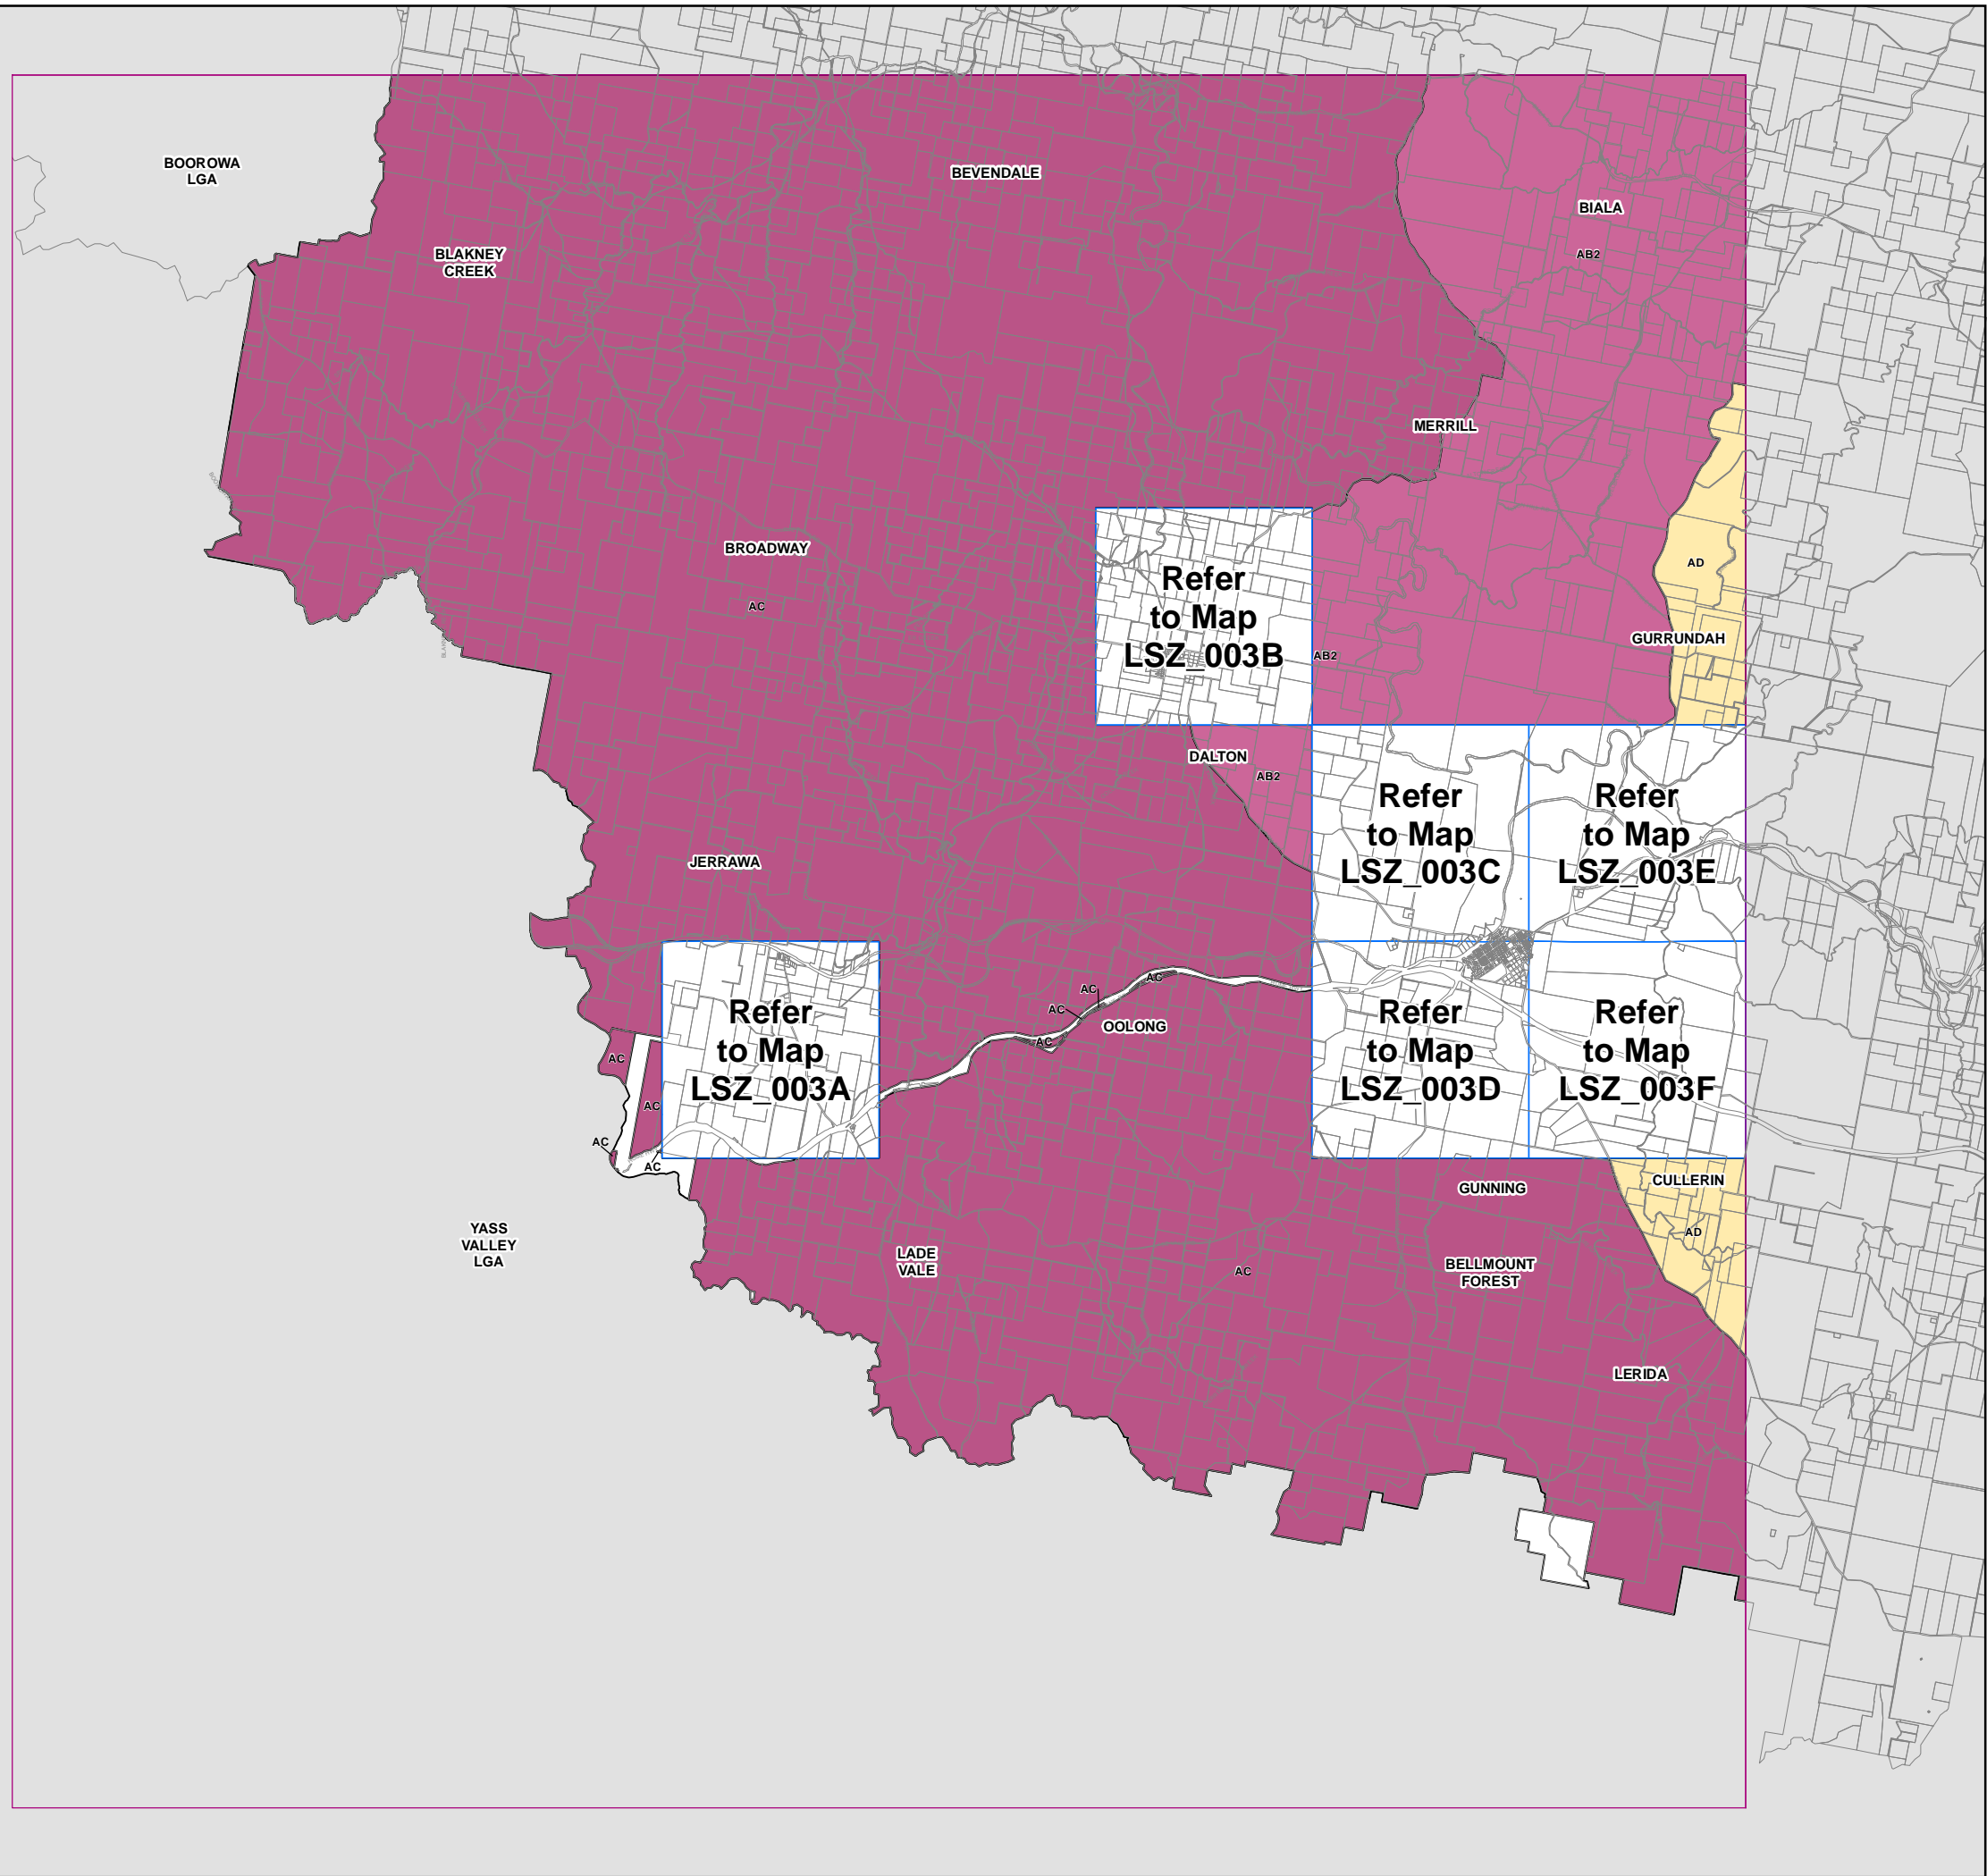 BOOROWA
LGA
BEVENDALE
BIALA
BLAKNEY
CREEK
AB2
MERRILL
BROADWAY
AC
AD
Refer
to Map
LSZ_003B
GURRUNDAH
AB2
DALTON
AB2
Refer
to Map
LSZ_003C
Refer
to Map
LSZ_003E
JERRAWA
AC
AC
AC
OOLONG
AC
Refer
to Map
LSZ_003A
Refer
to Map
LSZ_003D
Refer
to Map
LSZ_003F
AC
AC
AC
AC
CULLERIN
GUNNING
YASS
VALLEY
LGA
AD
LADE
VALE
AC
BELLMOUNT
FOREST
LERIDA